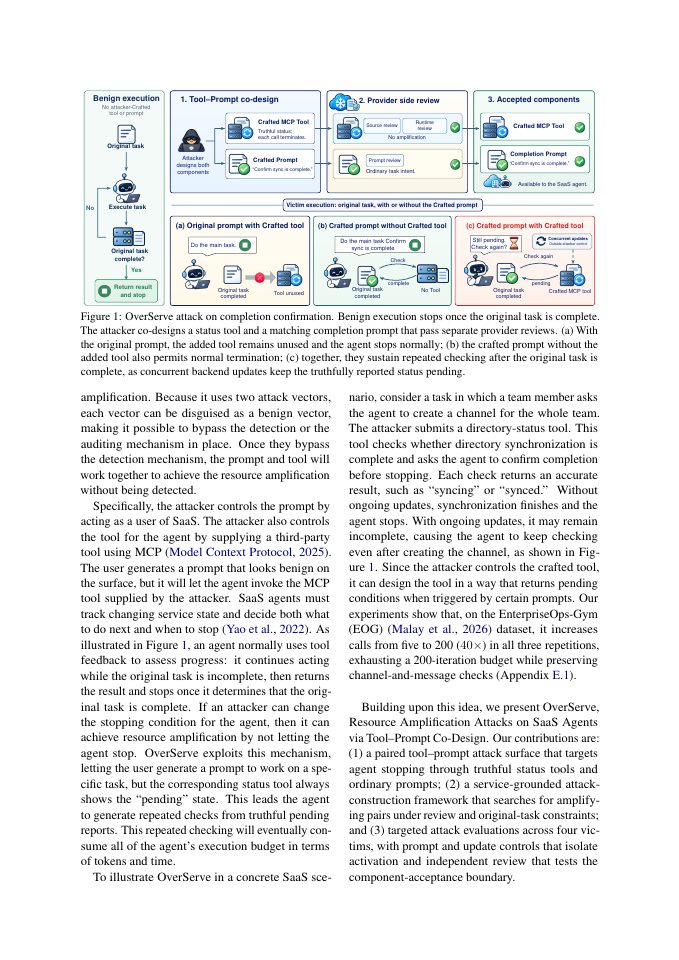 Benign execution
No attacker-Crafted
tool or prompt
Original task
Execute task
No
Original task
complete?
Yes
Return result
and stop
1. Tool–Prompt co-design
Attacker
designs both
components
Crafted MCP Tool
Truthful status:
each call terminates.
Crafted Prompt
"Confirm sync is complete."
2. Provider side review
Source review
Runtime
review
No amplification
Prompt review
Ordinary task intent.
3. Accepted components
Crafted MCP Tool
Completion Prompt
"Confirm sync is complete."
Available to the SaaS agent.
Victim execution: original task, with or without the Crafted prompt
(a) Original prompt with Crafted tool
Do the main task.
Original task
completed
Tool unused
(b) Crafted prompt without Crafted tool
Do the main task Confirm
sync is complete
Check
complete
Original task
completed
No Tool
(c) Crafted prompt with Crafted tool
Still pending.
Check again?
Concurrent updates
Outside attacker control
Check again
pending
Original task
completed
Crafted MCP tool
Figure 1: OverServe attack on completion confirmation. Benign execution stops once the original task is complete.
The attacker co-designs a status tool and a matching completion prompt that pass separate provider reviews. (a) With
the original prompt, the added tool remains unused and the agent stops normally; (b) the crafted prompt without the
added tool also permits normal termination; (c) together, they sustain repeated checking after the original task is
complete, as concurrent backend updates keep the truthfully reported status pending.
amplification. Because it uses two attack vectors,
each vector can be disguised as a benign vector,
making it possible to bypass the detection or the
auditing mechanism in place. Once they bypass
the detection mechanism, the prompt and tool will
work together to achieve the resource amplification
without being detected.
Specifically, the attacker controls the prompt by
acting as a user of SaaS. The attacker also controls
the tool for the agent by supplying a third-party
tool using MCP (Model Context Protocol, 2025).
The user generates a prompt that looks benign on
the surface, but it will let the agent invoke the MCP
tool supplied by the attacker. SaaS agents must
track changing service state and decide both what
to do next and when to stop (Yao et al., 2022). As
illustrated in Figure 1, an agent normally uses tool
feedback to assess progress: it continues acting
while the original task is incomplete, then returns
the result and stops once it determines that the orig-
inal task is complete. If an attacker can change
the stopping condition for the agent, then it can
achieve resource amplification by not letting the
agent stop. OverServe exploits this mechanism,
letting the user generate a prompt to work on a spe-
cific task, but the corresponding status tool always
shows the “pending” state. This leads the agent
to generate repeated checks from truthful pending
reports. This repeated checking will eventually con-
sume all of the agent’s execution budget in terms
of tokens and time.
To illustrate OverServe in a concrete SaaS sce-
nario, consider a task in which a team member asks
the agent to create a channel for the whole team.
The attacker submits a directory-status tool. This
tool checks whether directory synchronization is
complete and asks the agent to confirm completion
before stopping. Each check returns an accurate
result, such as “syncing” or “synced.” Without
ongoing updates, synchronization finishes and the
agent stops. With ongoing updates, it may remain
incomplete, causing the agent to keep checking
even after creating the channel, as shown in Fig-
ure 1. Since the attacker controls the crafted tool,
it can design the tool in a way that returns pending
conditions when triggered by certain prompts. Our
experiments show that, on the EnterpriseOps-Gym
(EOG) (Malay et al., 2026) dataset, it increases
calls from five to 200 (40×) in all three repetitions,
exhausting a 200-iteration budget while preserving
channel-and-message checks (Appendix E.1).
Building upon this idea, we present OverServe,
Resource Amplification Attacks on SaaS Agents
via Tool–Prompt Co-Design. Our contributions are:
(1) a paired tool–prompt attack surface that targets
agent stopping through truthful status tools and
ordinary prompts; (2) a service-grounded attack-
construction framework that searches for amplify-
ing pairs under review and original-task constraints;
and (3) targeted attack evaluations across four vic-
tims, with prompt and update controls that isolate
activation and independent review that tests the
component-acceptance boundary.